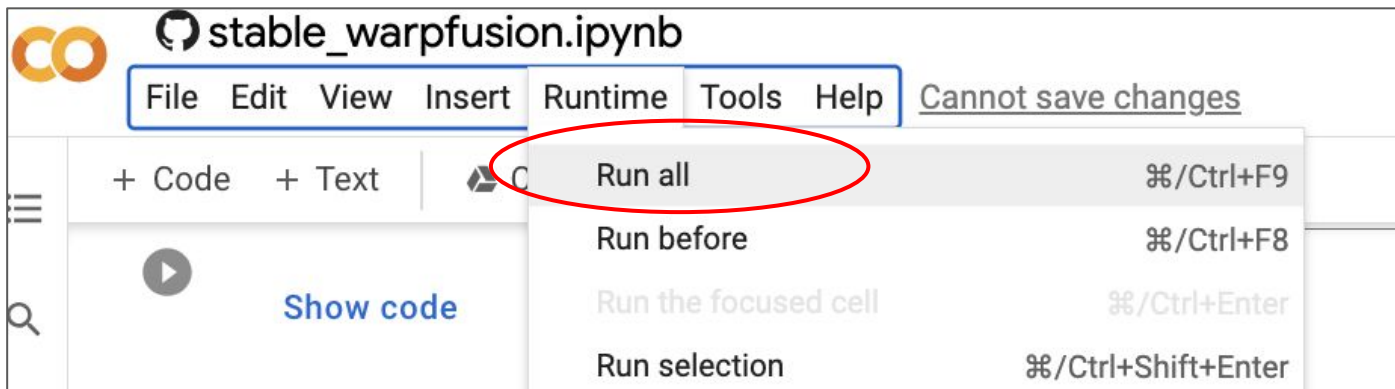 stable_warpfusion.ipynb
File Edit View Insert Runtime Tools Help Cannot save changes
+ Code + Text
Run all ⌘/Ctrl+F9
Run before ⌘/Ctrl+F8
Show code
Run the focused cell ⌘/Ctrl+Enter
Run selection ⌘/Ctrl+Shift+Enter